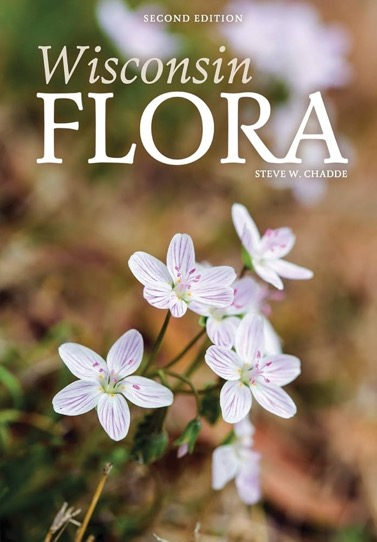 SECOND EDITION
Wisconsin
FLORA
STEVE W. CHADDE